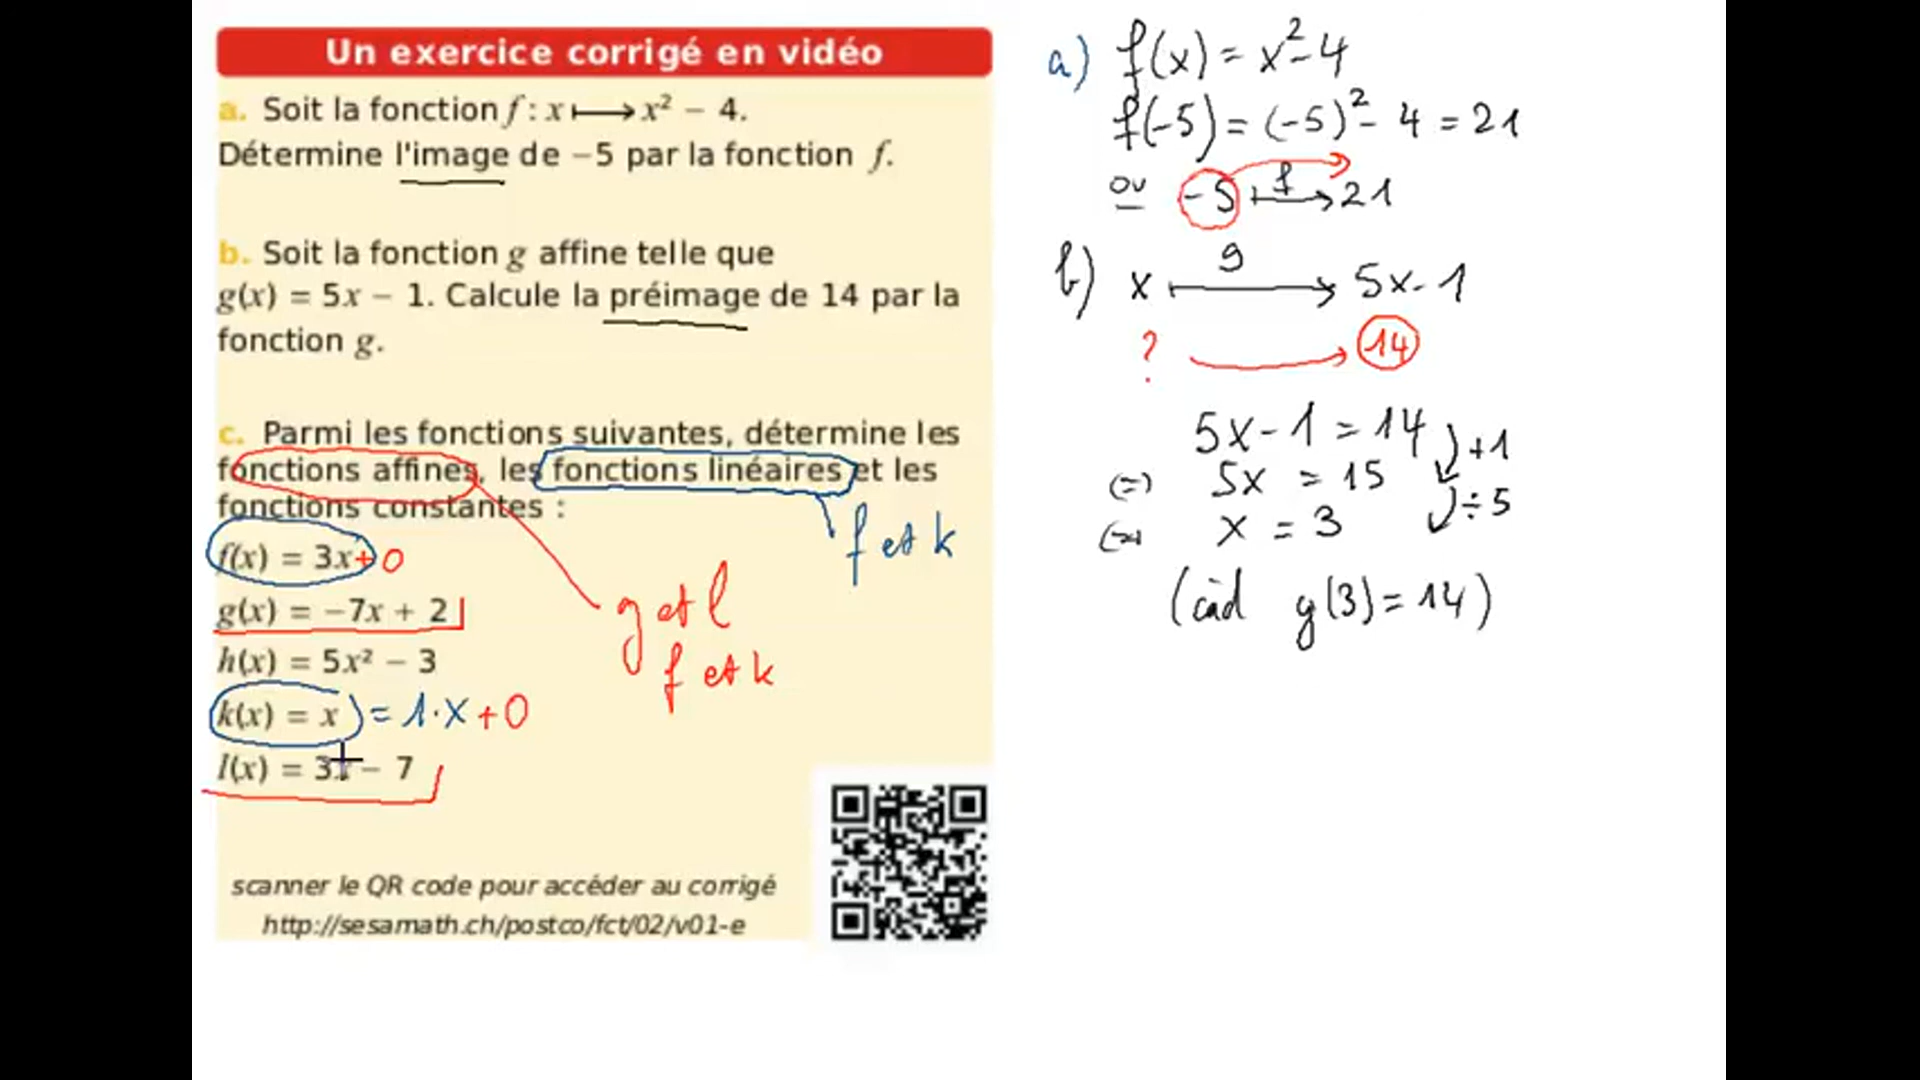 Un exercice corrigé en vidéo
a. Soit la fonction f : x ⟼ x² − 4.
Détermine l'image de −5 par la fonction f.
b. Soit la fonction g affine telle que
g(x) = 5x − 1. Calcule la préimage de 14 par la
fonction g.
c. Parmi les fonctions suivantes, détermine les
fonctions affines, les fonctions linéaires et les
fonctions constantes :
f(x) = 3x+0
g(x) = −7x + 2
h(x) = 5x² − 3
k(x) = x = 1·x+0
l(x) = 3x − 7
f et k
g et l
f et k
scanner le QR code pour accéder au corrigé
http://sesamath.ch/postco/fct/02/v01-e
a) f(x) = x²-4
f(-5) = (-5)² - 4 = 21
ou -5 ⟼ 21
f
b) x ⟼ 5x-1
g
? → 14
5x-1 = 14 +1
(=) 5x = 15 ÷5
x = 3
(càd g(3)=14)